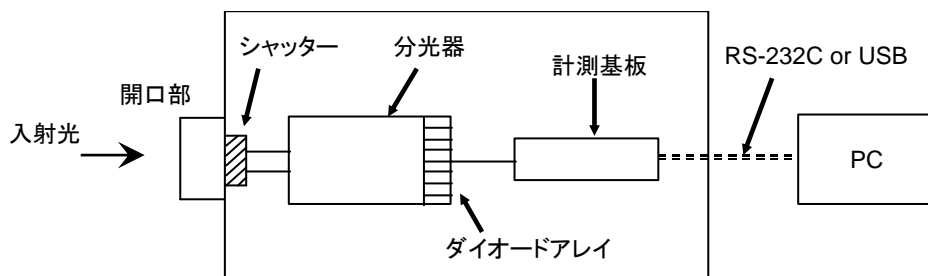 シャッター
分光器
計測基板
RS-232C or USB
開口部
入射光
PC
ダイオードアレイ